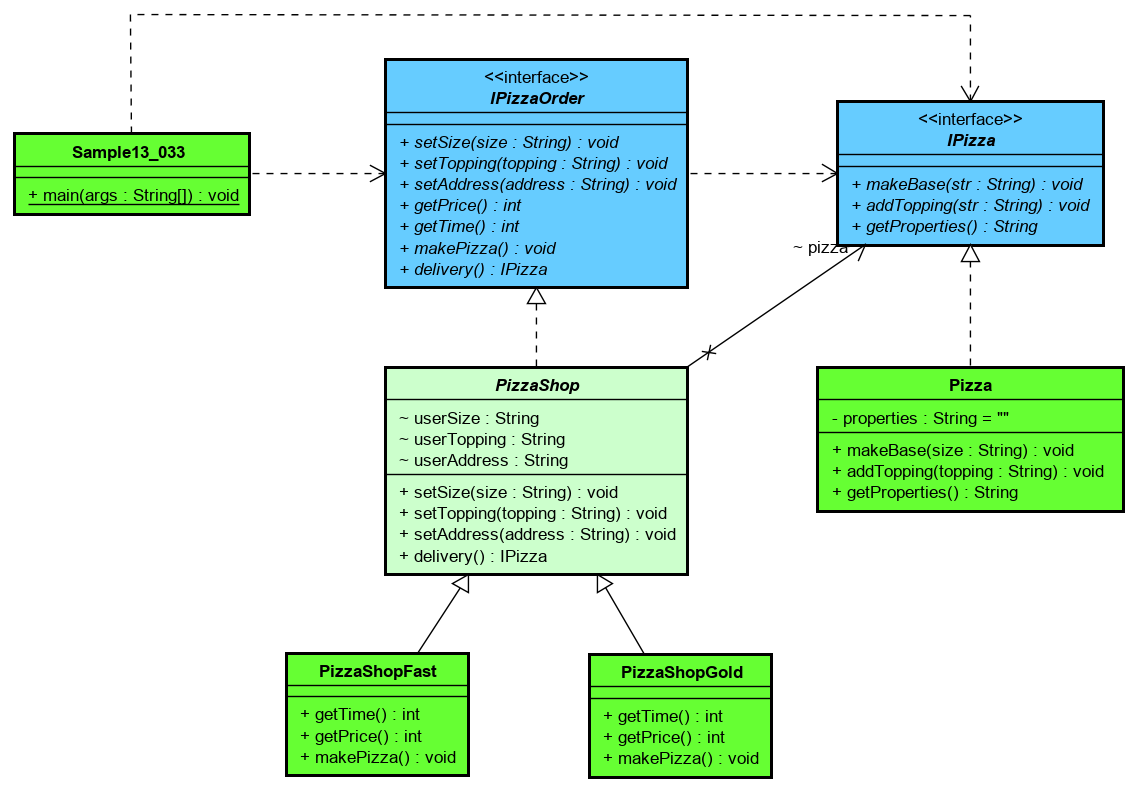 Sample13_033
+ main(args : String[]) : void
<<interface>>
IPizzaOrder
+ setSize(size : String) : void
+ setTopping(topping : String) : void
+ setAddress(address : String) : void
+ getPrice() : int
+ getTime() : int
+ makePizza() : void
+ delivery() : IPizza
<<interface>>
IPizza
+ makeBase(str : String) : void
+ addTopping(str : String) : void
+ getProperties() : String
~ pizza
PizzaShop
~ userSize : String
~ userTopping : String
~ userAddress : String
+ setSize(size : String) : void
+ setTopping(topping : String) : void
+ setAddress(address : String) : void
+ delivery() : IPizza
Pizza
- properties : String = ""
+ makeBase(size : String) : void
+ addTopping(topping : String) : void
+ getProperties() : String
PizzaShopFast
+ getTime() : int
+ getPrice() : int
+ makePizza() : void
PizzaShopGold
+ getTime() : int
+ getPrice() : int
+ makePizza() : void